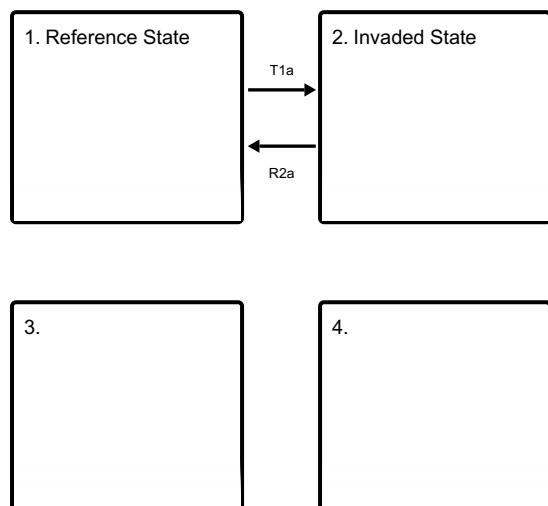 1. Reference State
2. Invaded State
T1a
R2a
3.
4.